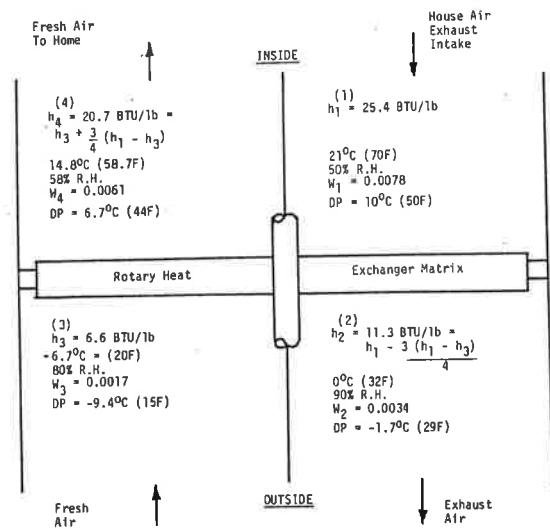 Fresh Air
To Home
House Air
Exhaust
Intake
INSIDE
(4)
h4 = 20.7 BTU/lb =
h3 + 3/4 (h1 - h3)
14.8°C (58.7F)
58% R.H.
W4 = 0.0061
DP = 6.7°C (44F)
(1)
h1 = 25.4 BTU/lb
21°C (70F)
50% R.H.
W1 = 0.0078
DP = 10°C (50F)
Rotary Heat
Exchanger Matrix
(3)
h3 = 6.6 BTU/lb
-6.7°C = (20F)
80% R.H.
W3 = 0.0017
DP = -9.4°C (15F)
(2)
h2 = 11.3 BTU/lb =
h1 - 3 (h1 - h3)
4
0°C (32F)
90% R.H.
W2 = 0.0034
DP = -1.7°C (29F)
OUTSIDE
Fresh
Air
Exhaust
Air